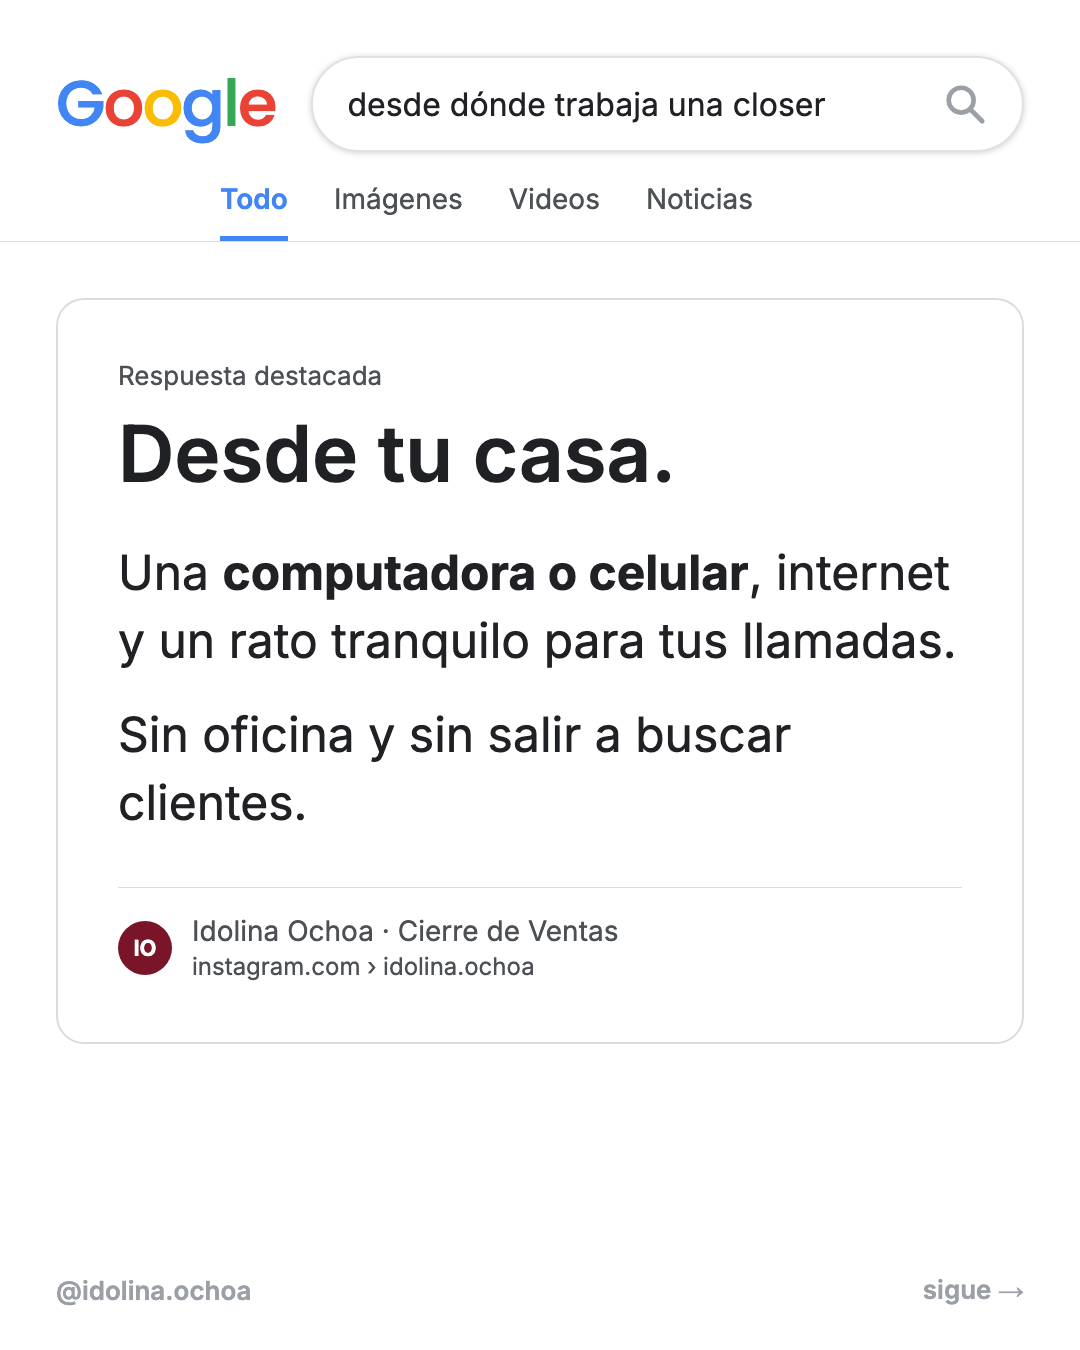 Google
desde dónde trabaja una closer
Todo Imágenes Videos Noticias
Respuesta destacada
Desde tu casa.
Una computadora o celular, internet
y un rato tranquilo para tus llamadas.
Sin oficina y sin salir a buscar
clientes.
IO
Idolina Ochoa · Cierre de Ventas
instagram.com › idolina.ochoa
@idolina.ochoa
sigue →